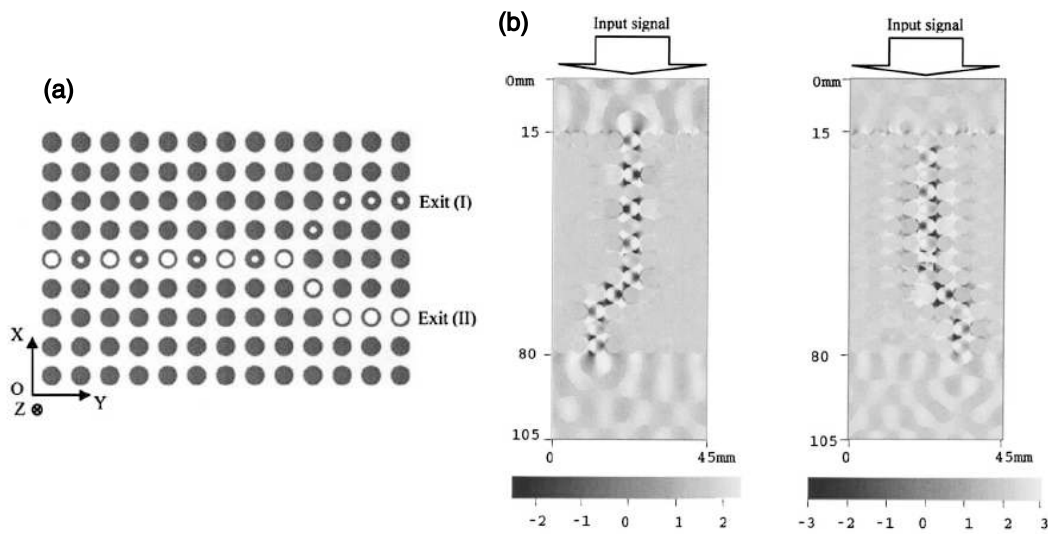 (a)
Exit (I)
Exit (II)
X
O
Z
Y
(b)
Input signal
0mm
15
80
105
0
45mm
-2
-1
0
1
2
Input signal
0mm
15
80
105
0
45mm
-3
-2
-1
0
1
2
3